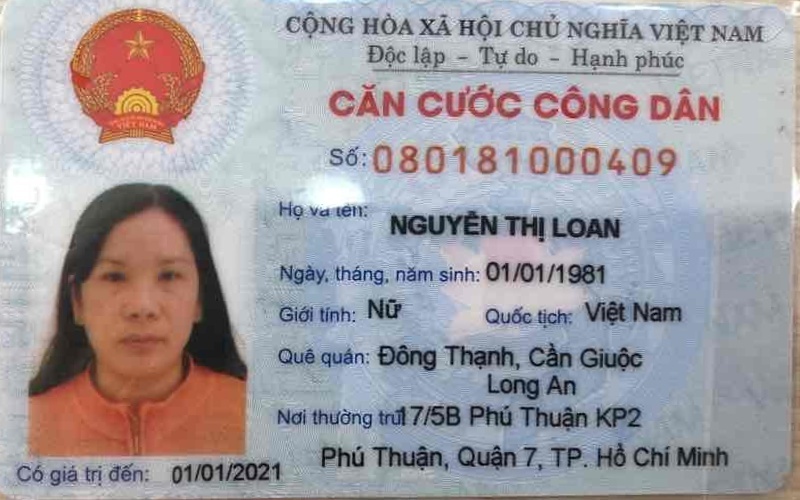 CỘNG HÒA XÃ HỘI CHỦ NGHĨA VIỆT NAM
Độc lập – Tự do – Hạnh phúc
CĂN CƯỚC CÔNG DÂN
Số: 080181000409
Họ và tên: NGUYỄN THỊ LOAN
Ngày, tháng, năm sinh: 01/01/1981
Giới tính: Nữ Quốc tịch: Việt Nam
Quê quán: Đông Thạnh, Cần Giuộc
Long An
Nơi thường trú: 17/5B Phú Thuận KP2
Phú Thuận, Quận 7, TP. Hồ Chí Minh
Có giá trị đến: 01/01/2021
VIỆT NAM